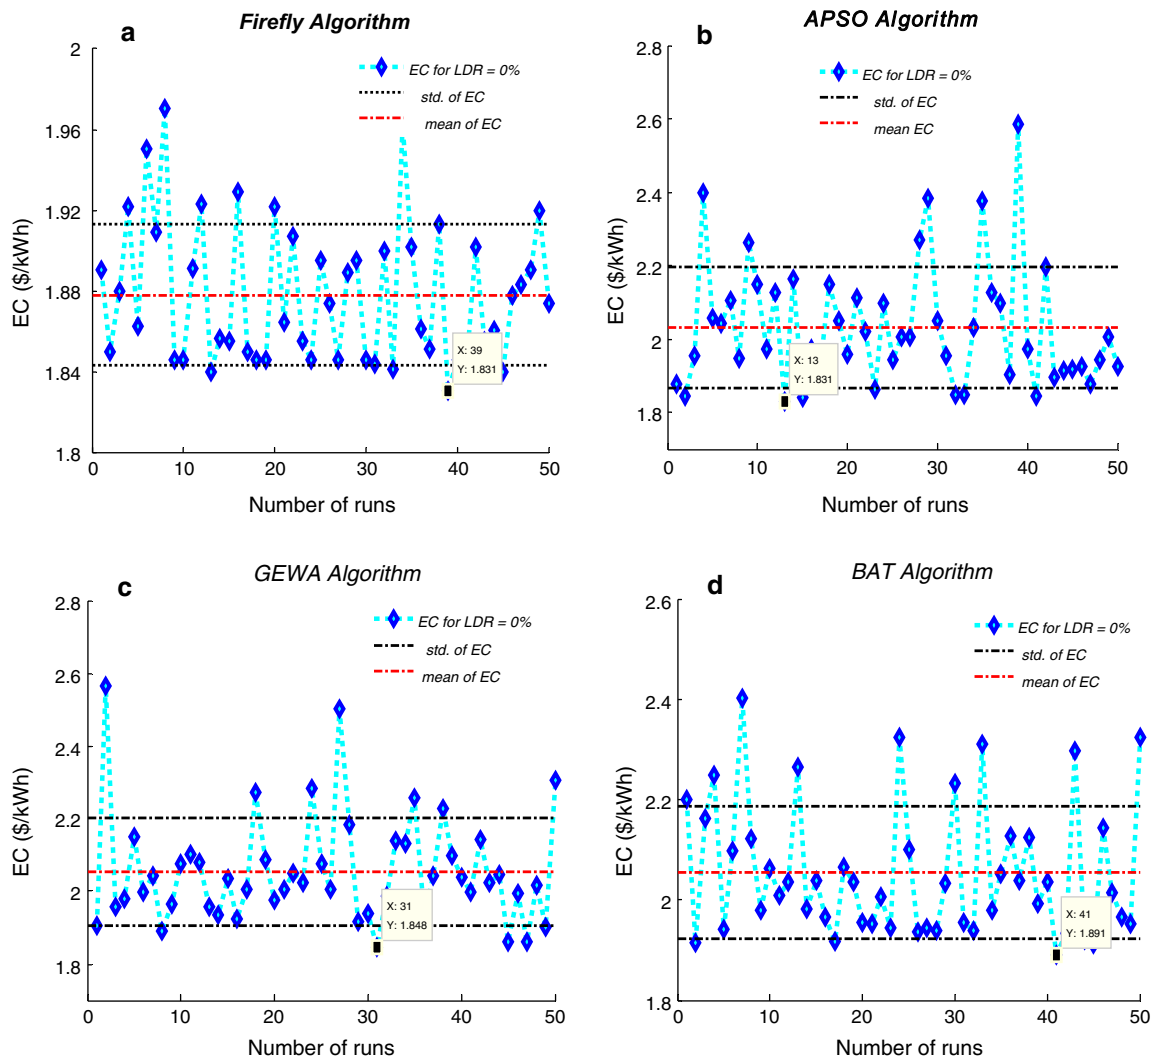 Firefly Algorithm
a
2
1.96
1.92
1.88
1.84
1.8
EC ($/kWh)
EC for LDR = 0%
std. of EC
mean of EC
X: 39
Y: 1.831
0 10 20 30 40 50
Number of runs
APSO Algorithm
b
2.8
2.6
2.4
2.2
2
1.8
EC ($/kWh)
EC for LDR = 0%
std. of EC
mean EC
X: 13
Y: 1.831
0 10 20 30 40 50
Number of runs
GEWA Algorithm
c
2.8
2.6
2.4
2.2
2
1.8
EC ($/kWh)
EC for LDR = 0%
std. of EC
mean of EC
X: 31
Y: 1.848
0 10 20 30 40 50
Number of runs
BAT Algorithm
d
2.6
2.4
2.2
2
1.8
EC ($/kWh)
EC for LDR = 0%
std. of EC
mean of EC
X: 41
Y: 1.891
0 10 20 30 40 50
Number of runs